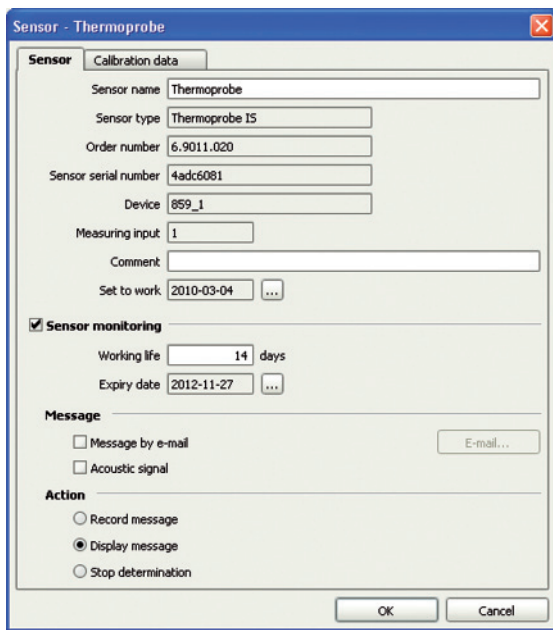 Sensor - Thermoprobe
Sensor Calibration data
Sensor name Thermoprobe
Sensor type Thermoprobe IS
Order number 6.9011.020
Sensor serial number 4adc6081
Device 859_1
Measuring input 1
Comment
Set to work 2010-03-04 ...
Sensor monitoring
Working life 14 days
Expiry date 2012-11-27 ...
Message
Message by e-mail E-mail...
Acoustic signal
Action
Record message
Display message
Stop determination
OK Cancel